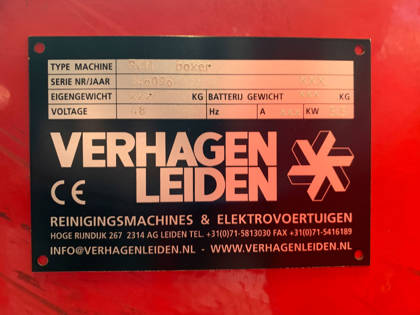 TYPE MACHINE boxer
SERIE NR/JAAR XXX
EIGENGEWICHT KG BATTERIJ GEWICHT KG
VOLTAGE 48 Hz A KW
VERHAGEN
CE LEIDEN
REINIGINGSMACHINES & ELEKTROVOERTUIGEN
HOGE RIJNDIJK 267 2314 AG LEIDEN TEL. +31(0)71-5813030 FAX +31(0)71-5416189
INFO@VERHAGENLEIDEN.NL - WWW.VERHAGENLEIDEN.NL